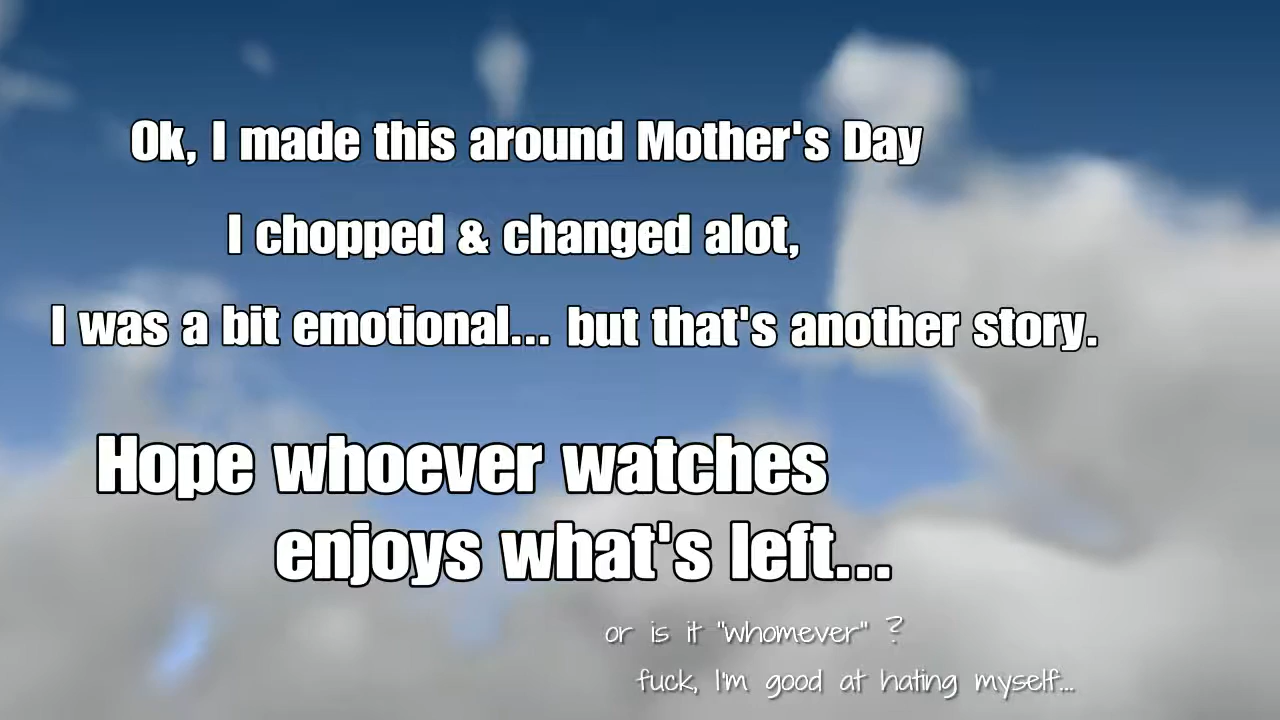 Ok, I made this around Mother's Day
I chopped & changed alot,
I was a bit emotional... but that's another story.
Hope whoever watches
enjoys what's left...
or is it "whomever" ?
fuck, I'm good at hating myself...